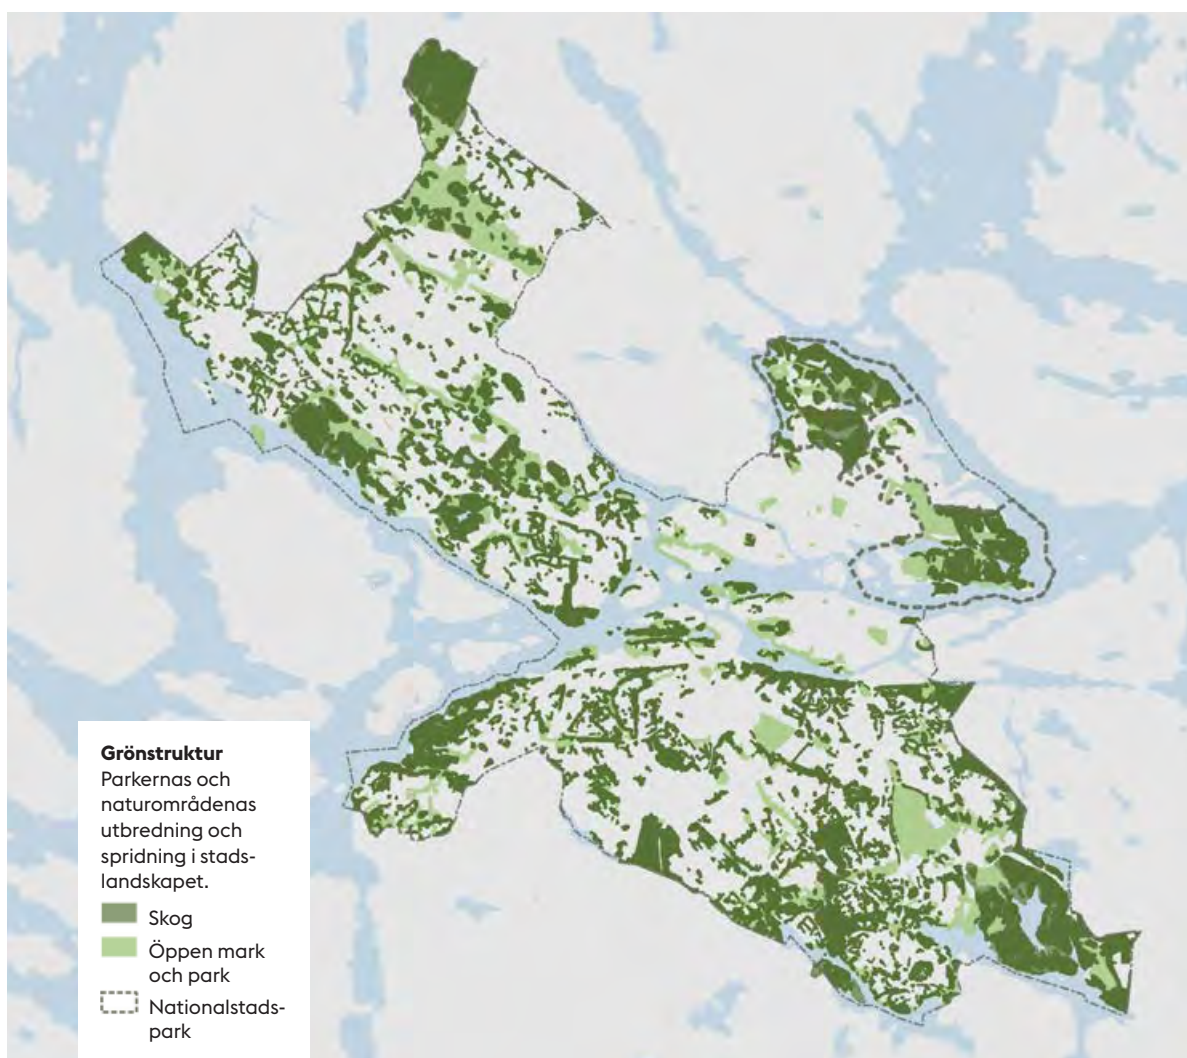 Grönstruktur
Parkernas och
naturområdenas
utbredning och
spridning i stads-
landskapet.
Skog
Öppen mark
och park
Nationalstads-
park